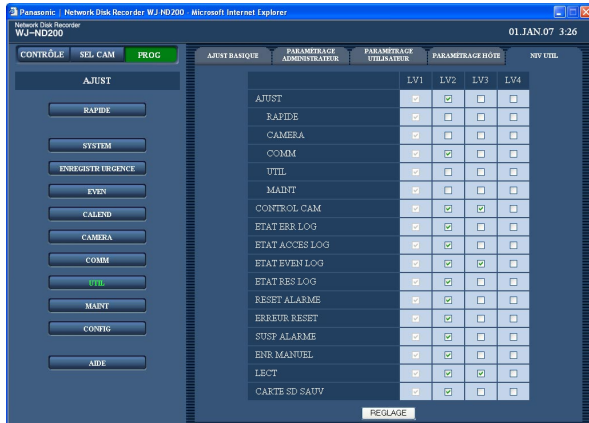 Panasonic | Network Disk Recorder WJ-ND200 - Microsoft Internet Explorer
Network Disk Recorder
WJ-ND200
01.JAN.07 3:26
CONTRÔLE SEL CAM PROG
AJUST BASIQUE PARAMÉTRAGE ADMINISTRATEUR PARAMÉTRAGE UTILISATEUR PARAMÉTRAGE HÔTE NIV UTIL
AJUST
RAPIDE
SYSTEM
ENREGISTR URGENCE
EVEN
CALEND
CAMERA
COMM
UTIL
MAINT
CONFIG
AIDE
LV1 LV2 LV3 LV4
AJUST
RAPIDE
CAMERA
COMM
UTIL
MAINT
CONTROL CAM
ETAT ERR LOG
ETAT ACCES LOG
ETAT EVEN LOG
ETAT RES LOG
RESET ALARME
ERREUR RESET
SUSP ALARME
ENR MANUEL
LECT
CARTE SD SAUV
REGLAGE